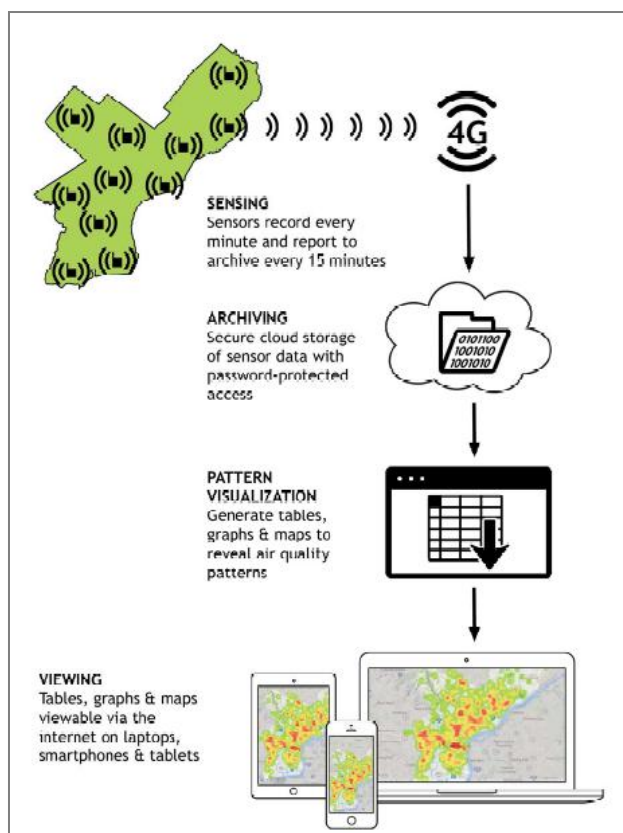 4G
SENSING
Sensors record every
minute and report to
archive every 15 minutes
ARCHIVING
Secure cloud storage
of sensor data with
password-protected
access
0101100
1001010
1001010
PATTERN
VISUALIZATION
Generate tables,
graphs & maps to
reveal air quality
patterns
VIEWING
Tables, graphs & maps
viewable via the
internet on laptops,
smartphones & tablets